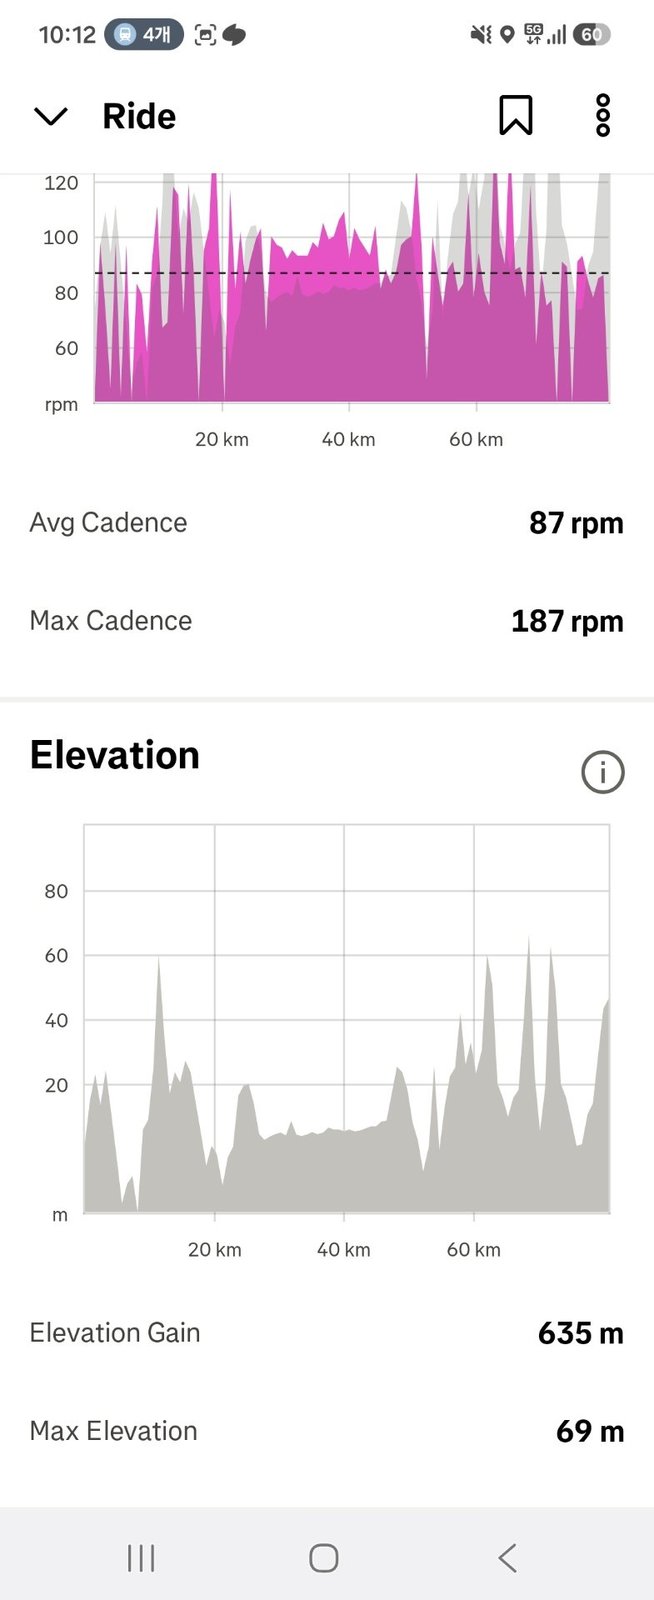 10:12 4개 5G 60
Ride
120
100
80
60
rpm
20 km 40 km 60 km
Avg Cadence 87 rpm
Max Cadence 187 rpm
Elevation
80
60
40
20
m
20 km 40 km 60 km
Elevation Gain 635 m
Max Elevation 69 m